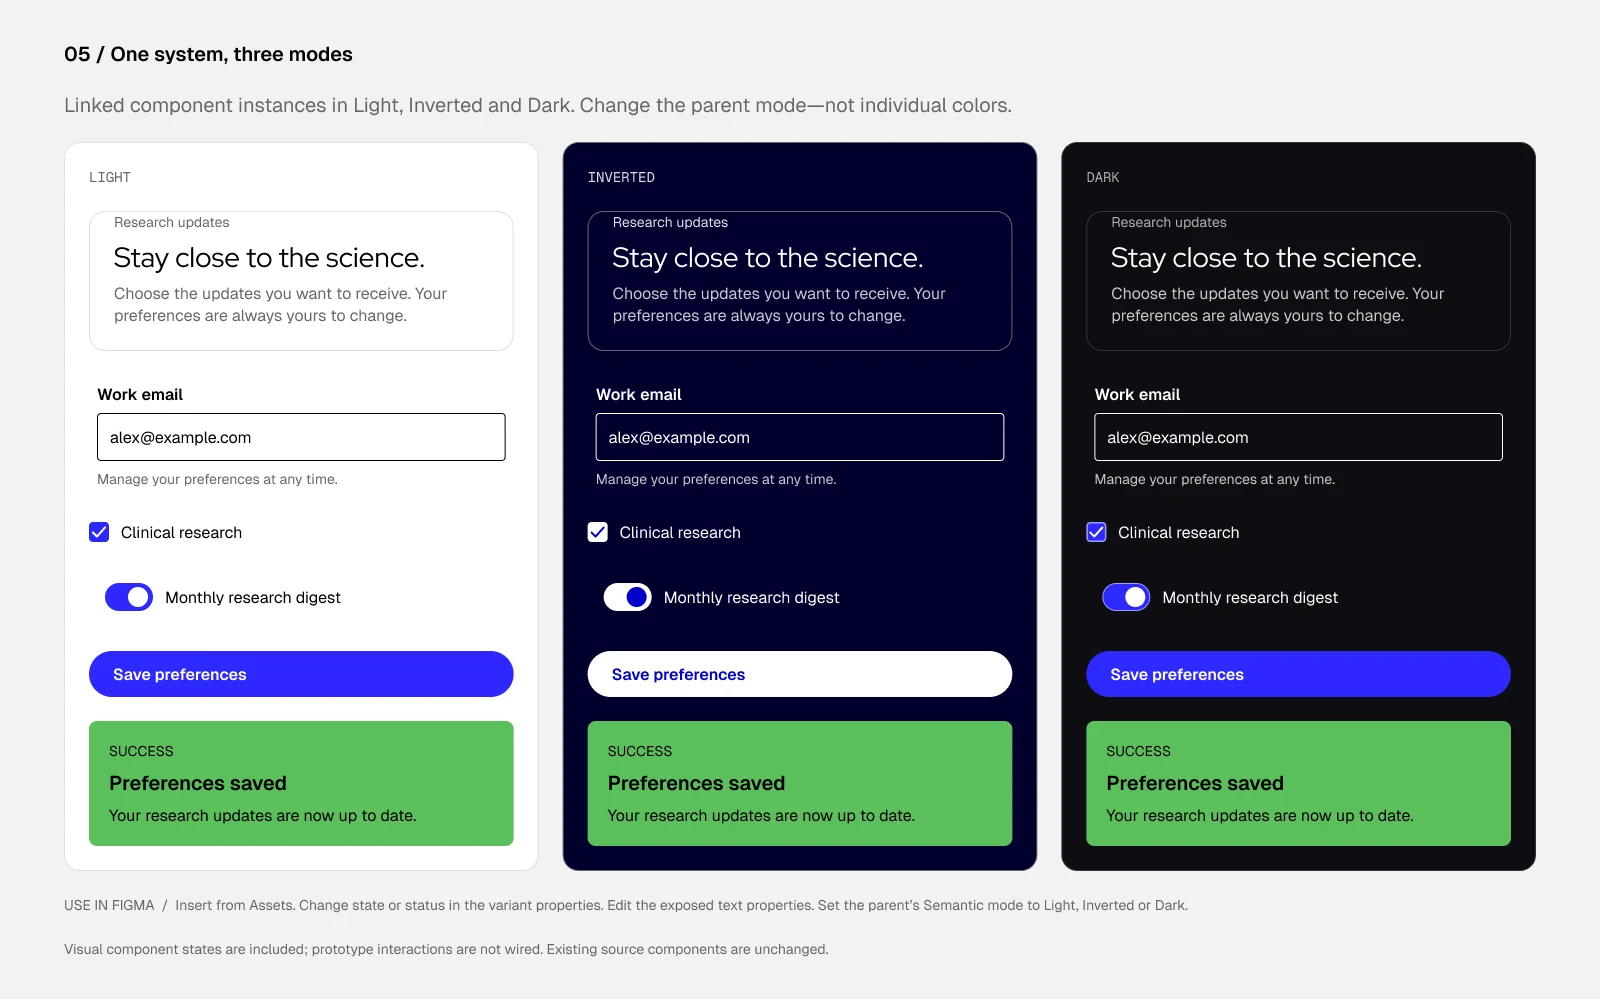 05 / One system, three modes
Linked component instances in Light, Inverted and Dark. Change the parent mode—not individual colors.
LIGHT
Research updates
Stay close to the science.
Choose the updates you want to receive. Your
preferences are always yours to change.
Work email
alex@example.com
Manage your preferences at any time.
Clinical research
Monthly research digest
Save preferences
SUCCESS
Preferences saved
Your research updates are now up to date.
INVERTED
Research updates
Stay close to the science.
Choose the updates you want to receive. Your
preferences are always yours to change.
Work email
alex@example.com
Manage your preferences at any time.
Clinical research
Monthly research digest
Save preferences
SUCCESS
Preferences saved
Your research updates are now up to date.
DARK
Research updates
Stay close to the science.
Choose the updates you want to receive. Your
preferences are always yours to change.
Work email
alex@example.com
Manage your preferences at any time.
Clinical research
Monthly research digest
Save preferences
SUCCESS
Preferences saved
Your research updates are now up to date.
USE IN FIGMA / Insert from Assets. Change state or status in the variant properties. Edit the exposed text properties. Set the parent’s Semantic mode to Light, Inverted or Dark.
Visual component states are included; prototype interactions are not wired. Existing source components are unchanged.